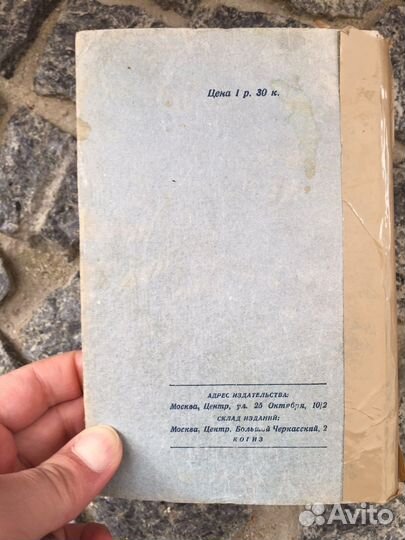 Цена 1 р. 30 к.
АДРЕС ИЗДАТЕЛЬСТВА:
Москва, Центр, ул. 25 Октября, 10/2
СКЛАД ИЗДАНИЙ:
Москва, Центр, Большой Черкасский, 2
КОГИЗ
Avito